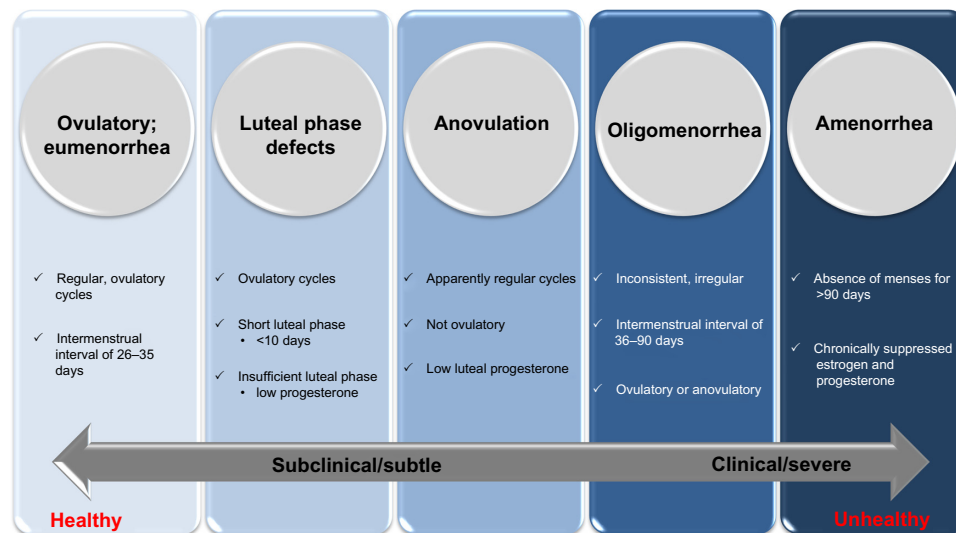 Ovulatory;
eumenorrhea
Luteal phase
defects
Anovulation
Oligomenorrhea
Amenorrhea
✓ Regular, ovulatory
cycles
✓ Intermenstrual
interval of 26–35
days
✓ Ovulatory cycles
✓ Short luteal phase
• <10 days
✓ Insufficient luteal phase
• low progesterone
✓ Apparently regular cycles
✓ Not ovulatory
✓ Low luteal progesterone
✓ Inconsistent, irregular
✓ Intermenstrual interval of
36–90 days
✓ Ovulatory or anovulatory
✓ Absence of menses for
>90 days
✓ Chronically suppressed
estrogen and
progesterone
Subclinical/subtle
Clinical/severe
Healthy
Unhealthy